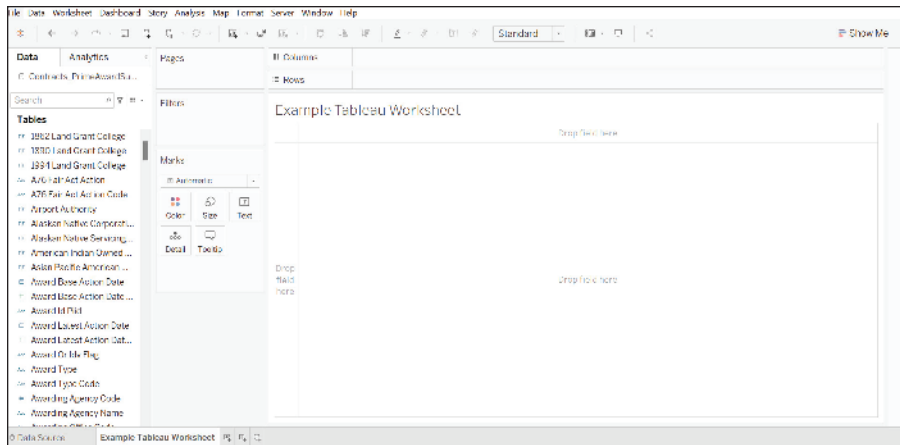 File Data Worksheet Dashboard Story Analysis Map Format Server Window Help
Standard
Show Me
Data Analytics
Pages
Columns
Rows
Contracts_PrimeAwardSu...
Search
Filters
Example Tableau Worksheet
Tables
1862 Land Grant College
1890 Land Grant College
1994 Land Grant College
A76 Fair Act Action
A76 Fair Act Action Code
Airport Authority
Alaskan Native Corporati...
Alaskan Native Servicing...
American Indian Owned ...
Asian Pacific American ...
Award Base Action Date
Award Base Action Date ...
Award Id Piid
Award Latest Action Date
Award Latest Action Dat...
Award Or Idv Flag
Award Type
Award Type Code
Awarding Agency Code
Awarding Agency Name
Awarding Office Code
Marks
Automatic
Color Size Text
Detail Tooltip
Drop field here
Drop
field
here
Drop field here
Data Source
Example Tableau Worksheet